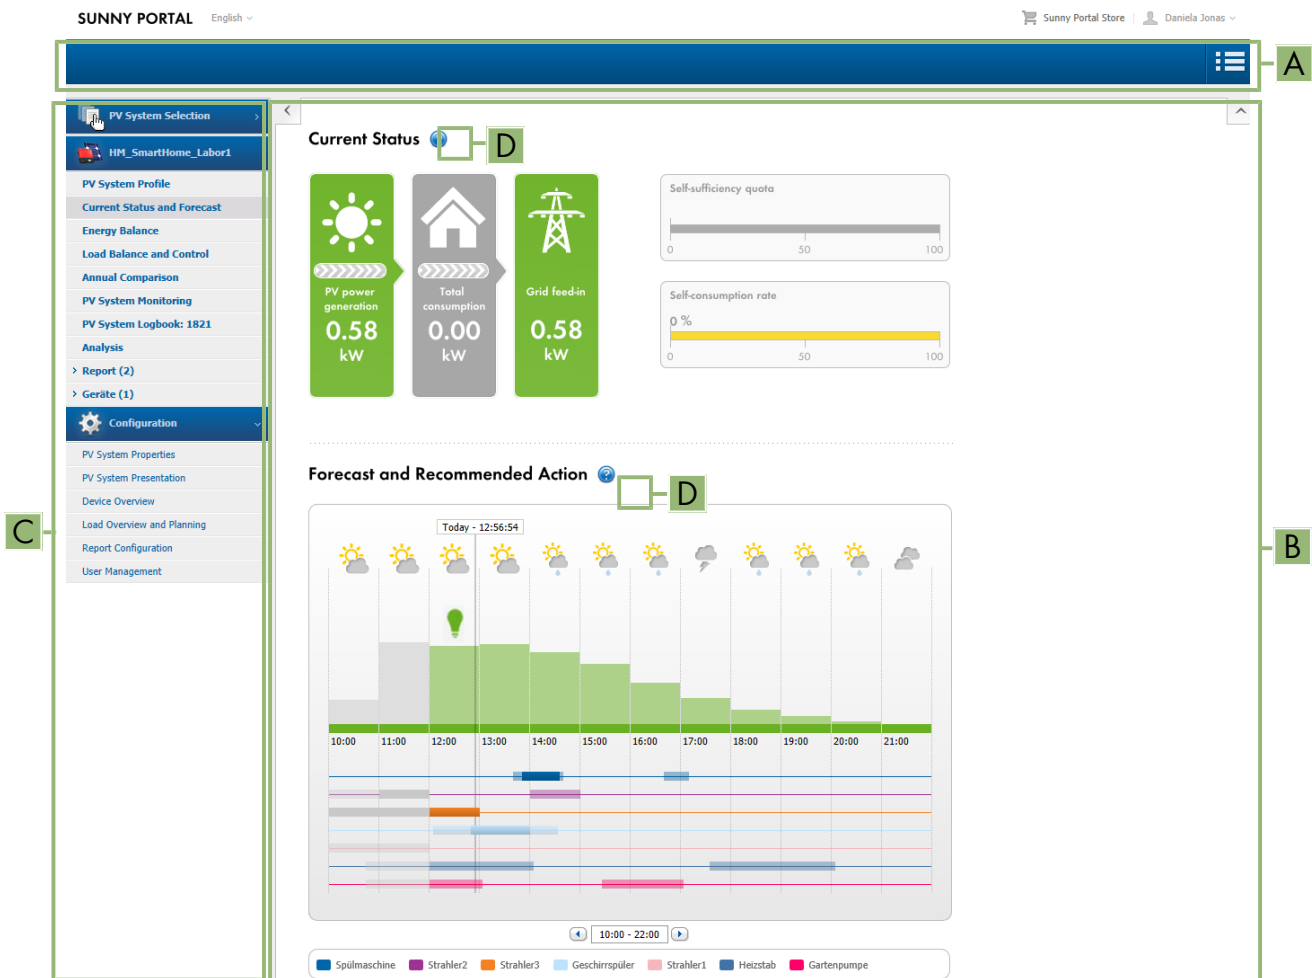 SUNNY PORTAL English
Sunny Portal Store Daniela Jonas
A
PV System Selection
HM_SmartHome_Labor1
PV System Profile
Current Status and Forecast
Energy Balance
Load Balance and Control
Annual Comparison
PV System Monitoring
PV System Logbook: 1821
Analysis
Report (2)
Geräte (1)
Configuration
PV System Properties
PV System Presentation
Device Overview
Load Overview and Planning
Report Configuration
User Management
C
Current Status ? D
PV power
generation
0.58
kW
Total
consumption
0.00
kW
Grid feed-in
0.58
kW
Self-sufficiency quota
0 50 100
Self-consumption rate
0 %
0 50 100
Forecast and Recommended Action ? D
B
Today - 12:56:54
10:00 11:00 12:00 13:00 14:00 15:00 16:00 17:00 18:00 19:00 20:00 21:00
10:00 - 22:00
Spülmaschine Strahler2 Strahler3 Geschirrspüler Strahler1 Heizstab Gartenpumpe